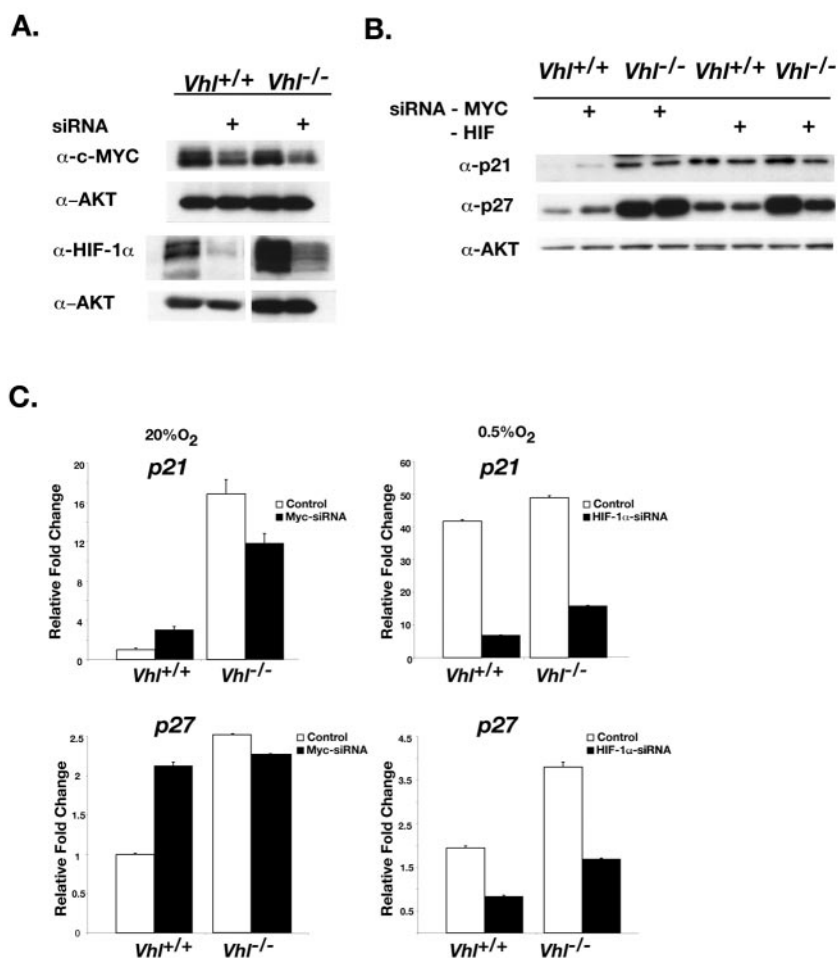 A.
Vhl+/+ Vhl-/-
siRNA + +
α-c-MYC
α-AKT
α-HIF-1α
α-AKT
B.
Vhl+/+ Vhl-/- Vhl+/+ Vhl-/-
siRNA - MYC + +
- HIF + +
α-p21
α-p27
α-AKT
C.
20%O2
p21
Relative Fold Change
20
16
12
8
4
0
Control
Myc-siRNA
Vhl+/+ Vhl-/-
0.5%O2
p21
Relative Fold Change
60
50
40
30
20
10
0
Control
HIF-1α-siRNA
Vhl+/+ Vhl-/-
p27
Relative Fold Change
2.5
2
1.5
1
0.5
0
Control
Myc-siRNA
Vhl+/+ Vhl-/-
p27
Relative Fold Change
4.5
3.5
2.5
1.5
0.5
Control
HIF-1α-siRNA
Vhl+/+ Vhl-/-